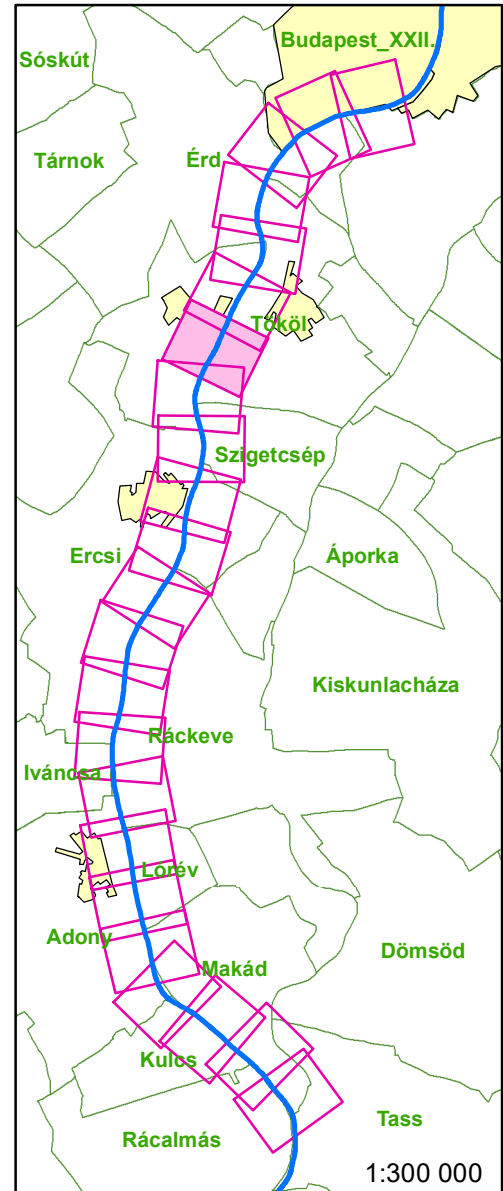 Budapest_XXII.
Sóskút
Tárnok
Érd
Tököl
Szigetcsép
Ercsi
Áporka
Kiskunlacháza
Ráckeve
Iváncsa
Lórév
Adony
Dömsöd
Makád
Kulcs
Tass
Rácalmás
1:300 000